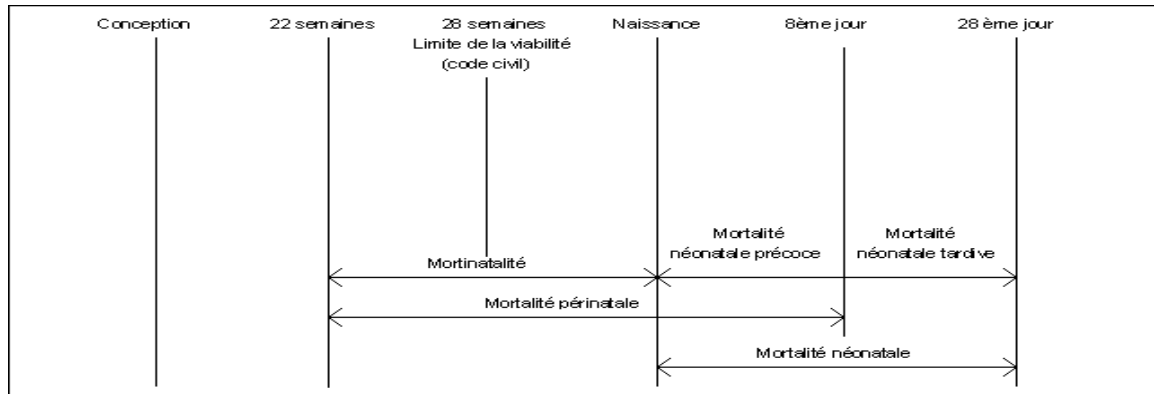 Conception
22 semaines
28 semaines
Limite de la viabilité
(code civil)
Naissance
8ème jour
28 ème jour
Mortinatalité
Mortalité
néonatale précoce
Mortalité
néonatale tardive
Mortalité périnatale
Mortalité néonatale